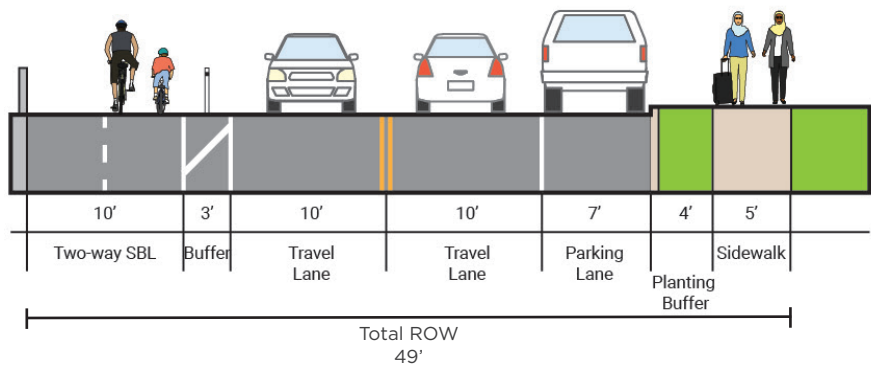 10’ 3’ 10’ 10’ 7’ 4’ 5’
Two-way SBL
Buffer
Travel
Lane
Travel
Lane
Parking
Lane
Planting
Buffer
Sidewalk
Total ROW
49’